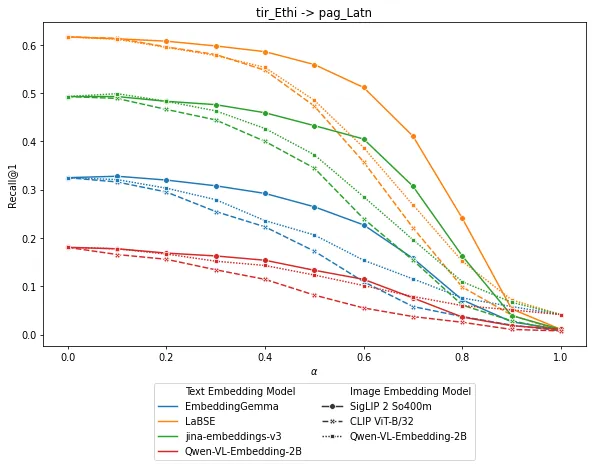 tir_Ethi -> pag_Latn
0.6
0.5
0.4
0.3
0.2
0.1
0.0
Recall@1
0.0 0.2 0.4 0.6 0.8 1.0
α
Text Embedding Model Image Embedding Model
EmbeddingGemma SigLIP 2 So400m
LaBSE CLIP ViT-B/32
jina-embeddings-v3 Qwen-VL-Embedding-2B
Qwen-VL-Embedding-2B